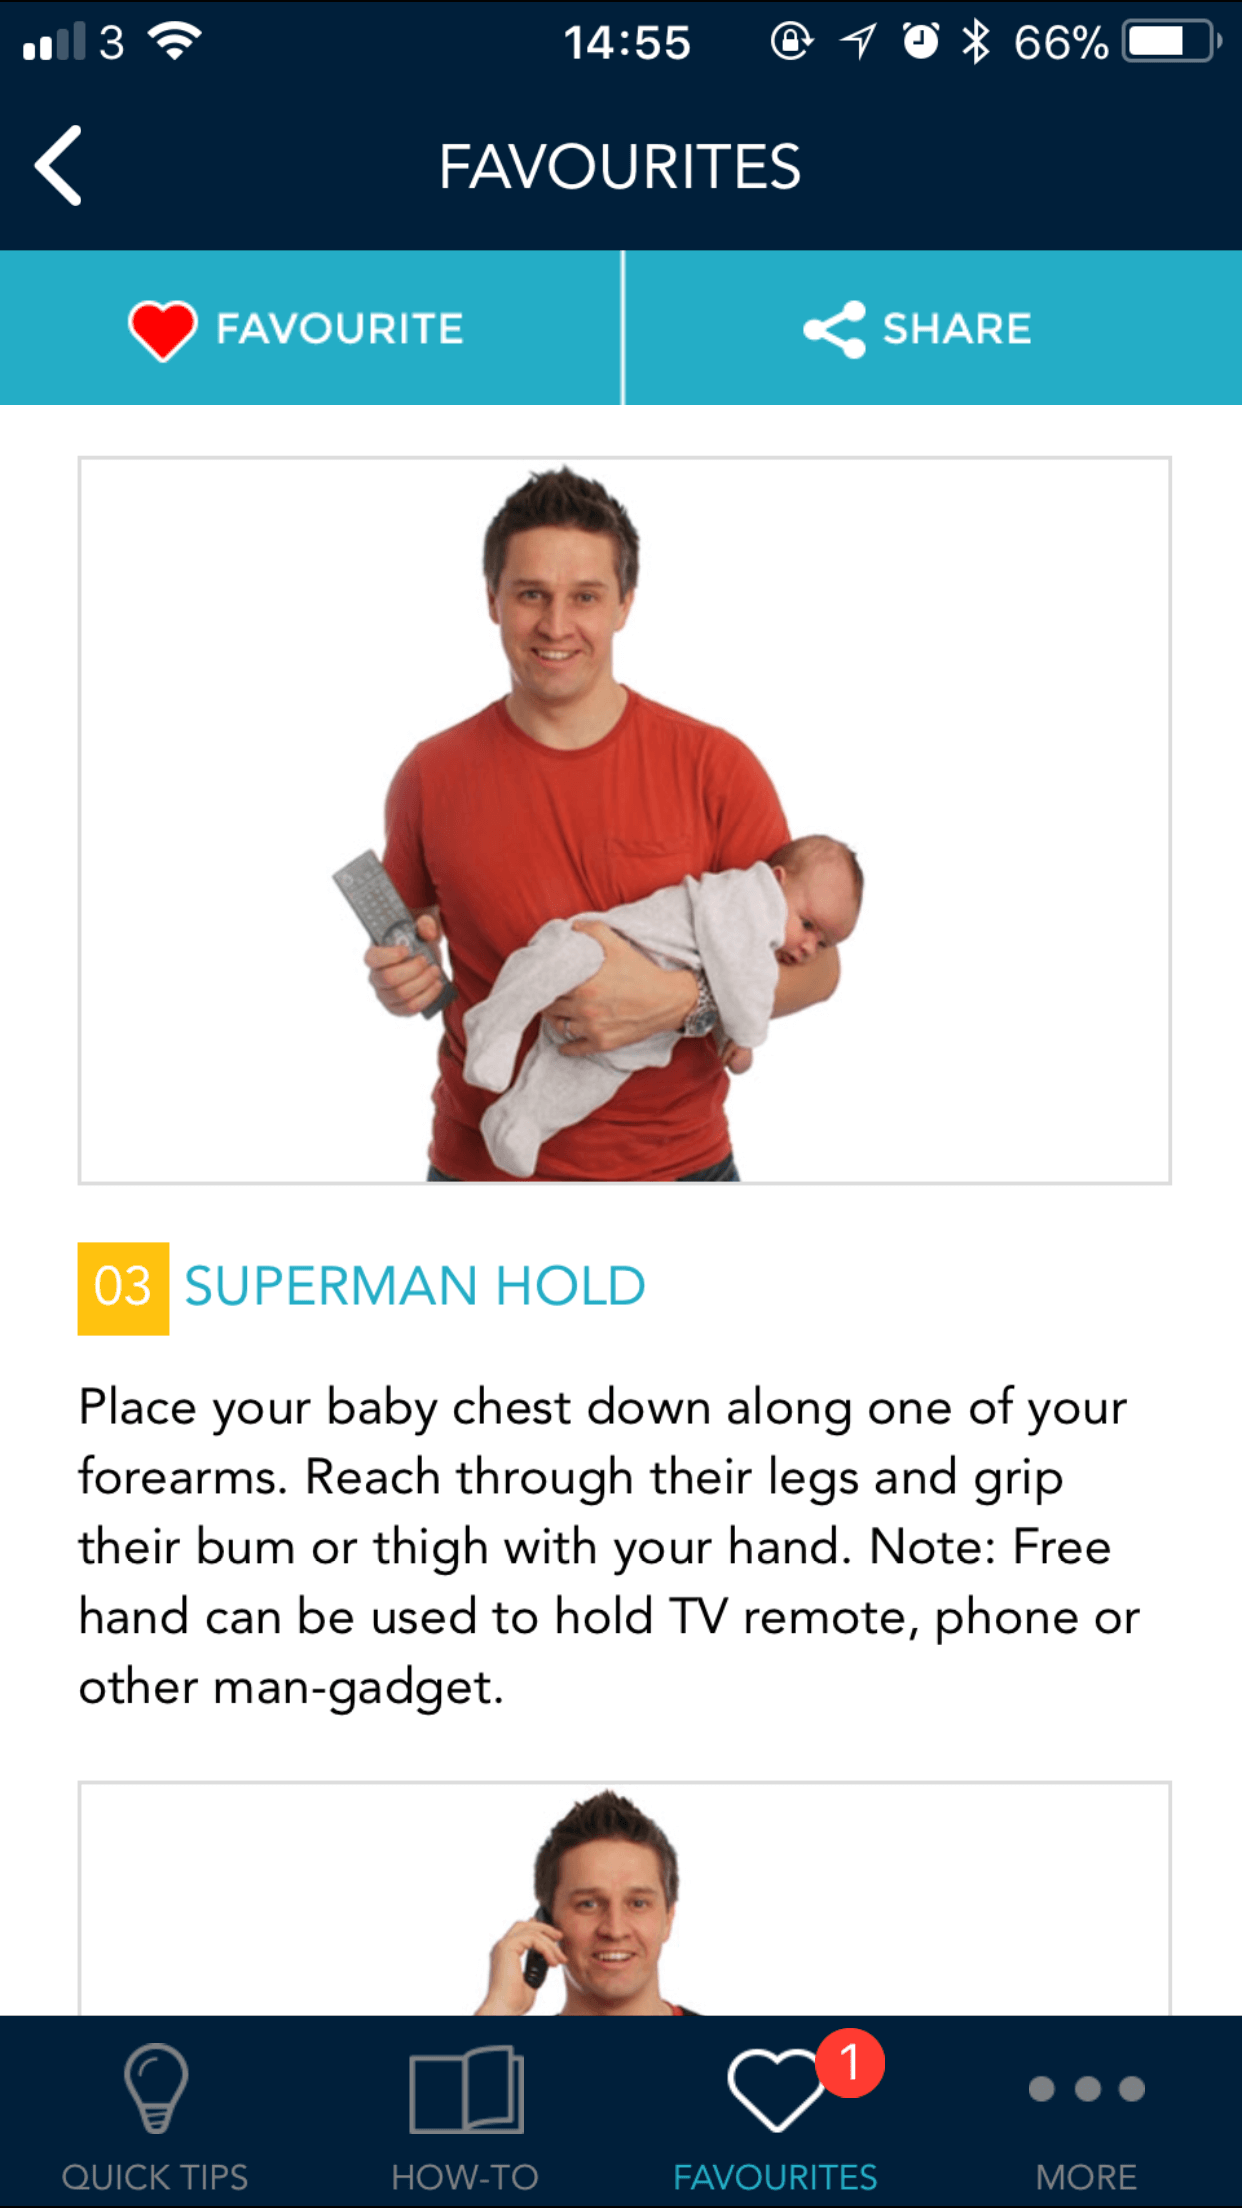 3 14:55 66%
FAVOURITES
FAVOURITE SHARE
03 SUPERMAN HOLD
Place your baby chest down along one of your
forearms. Reach through their legs and grip
their bum or thigh with your hand. Note: Free
hand can be used to hold TV remote, phone or
other man-gadget.
1
QUICK TIPS HOW-TO FAVOURITES MORE